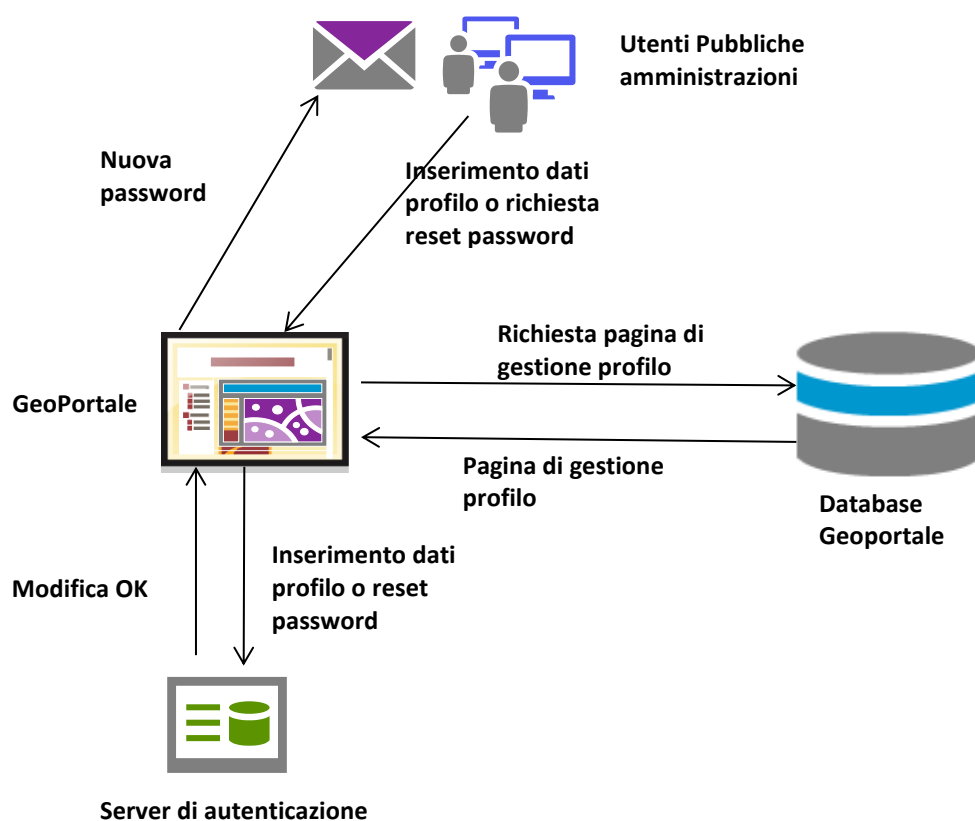 Utenti Pubbliche
amministrazioni
Nuova
password
Inserimento dati
profilo o richiesta
reset password
Richiesta pagina di
gestione profilo
GeoPortale
Pagina di gestione
profilo
Database
Geoportale
Inserimento dati
profilo o reset
password
Modifica OK
Server di autenticazione